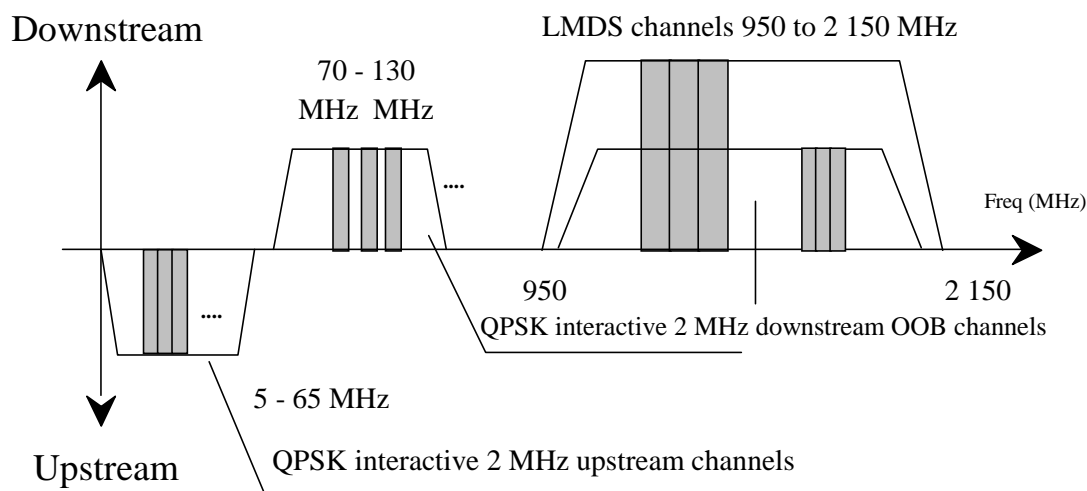 Downstream
LMDS channels 950 to 2 150 MHz
70 - 130
MHz MHz
....
Freq (MHz)
950
2 150
....
QPSK interactive 2 MHz downstream OOB channels
5 - 65 MHz
Upstream
QPSK interactive 2 MHz upstream channels